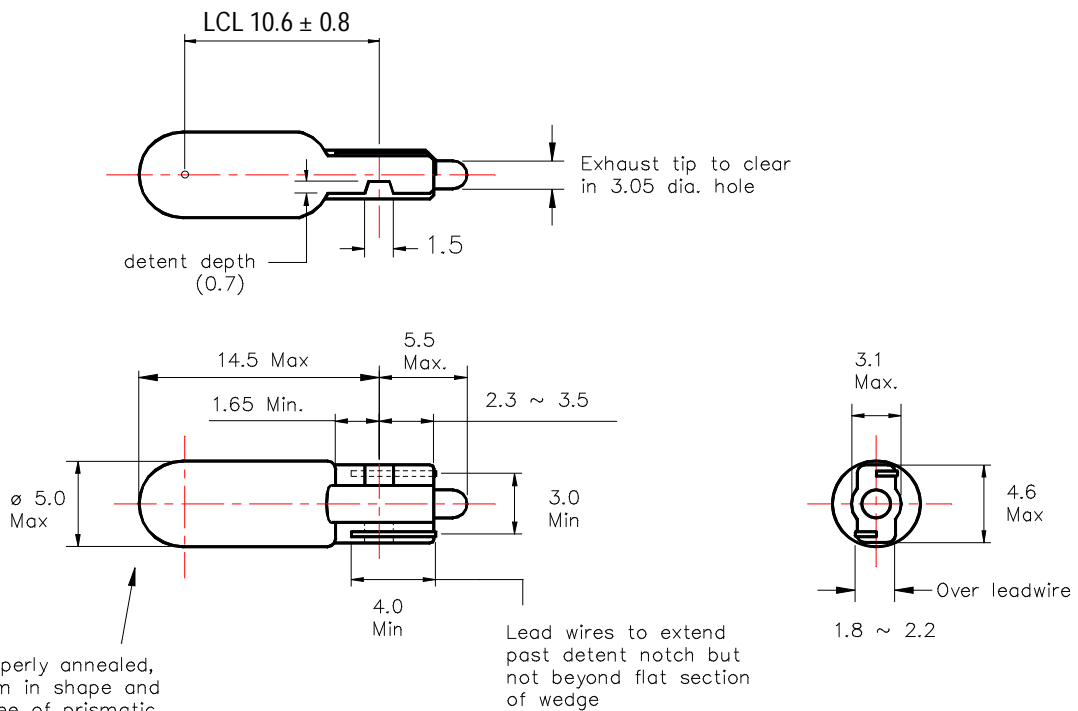 LCL 10.6 ± 0.8
Exhaust tip to clear
in 3.05 dia. hole
1.5
detent depth
(0.7)
5.5
Max.
14.5 Max
3.1
Max.
1.65 Min.
2.3 ~ 3.5
ø 5.0
Max
3.0
Min
4.6
Max
4.0
Min
Over leadwire
1.8 ~ 2.2
Lead wires to extend
past detent notch but
not beyond flat section
of wedge
annealed,
in shape and
of prismatic